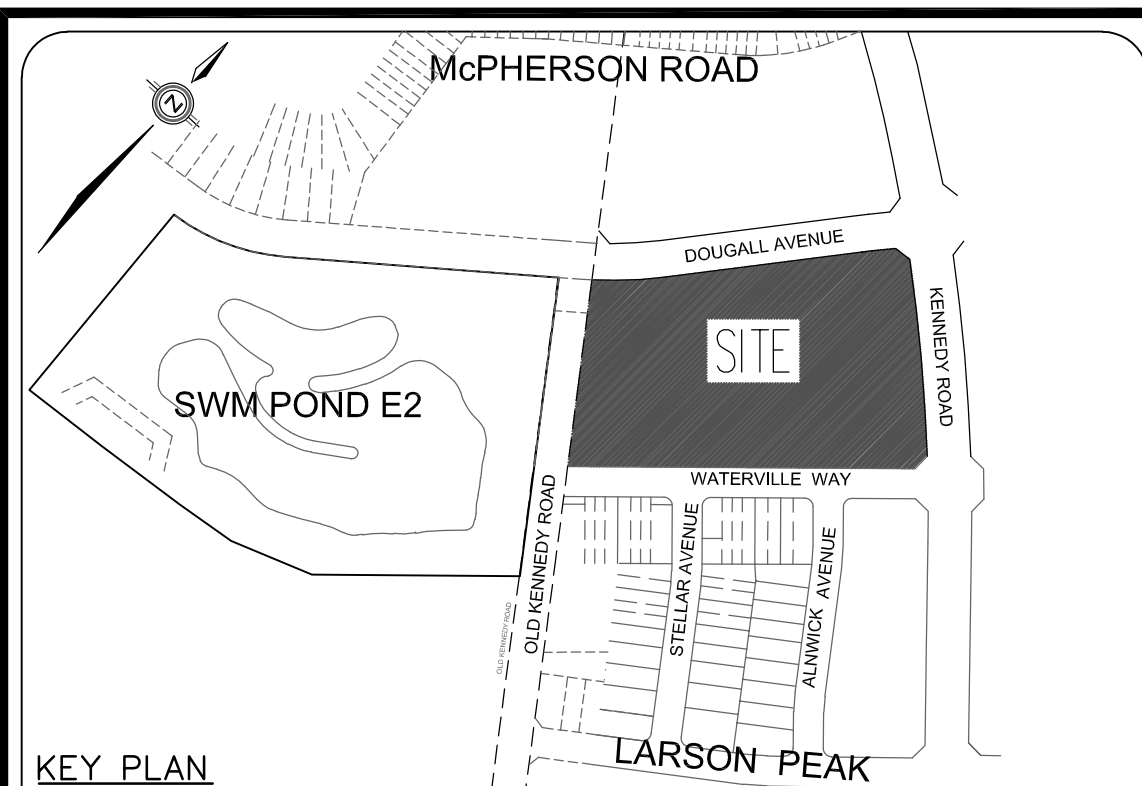 McPHERSON ROAD
N
DOUGALL AVENUE
KENNEDY ROAD
SITE
SWM POND E2
WATERVILLE WAY
OLD KENNEDY ROAD
STELLAR AVENUE
ALNWICK AVENUE
OLD KENNEDY ROAD
LARSON PEAK
KEY PLAN